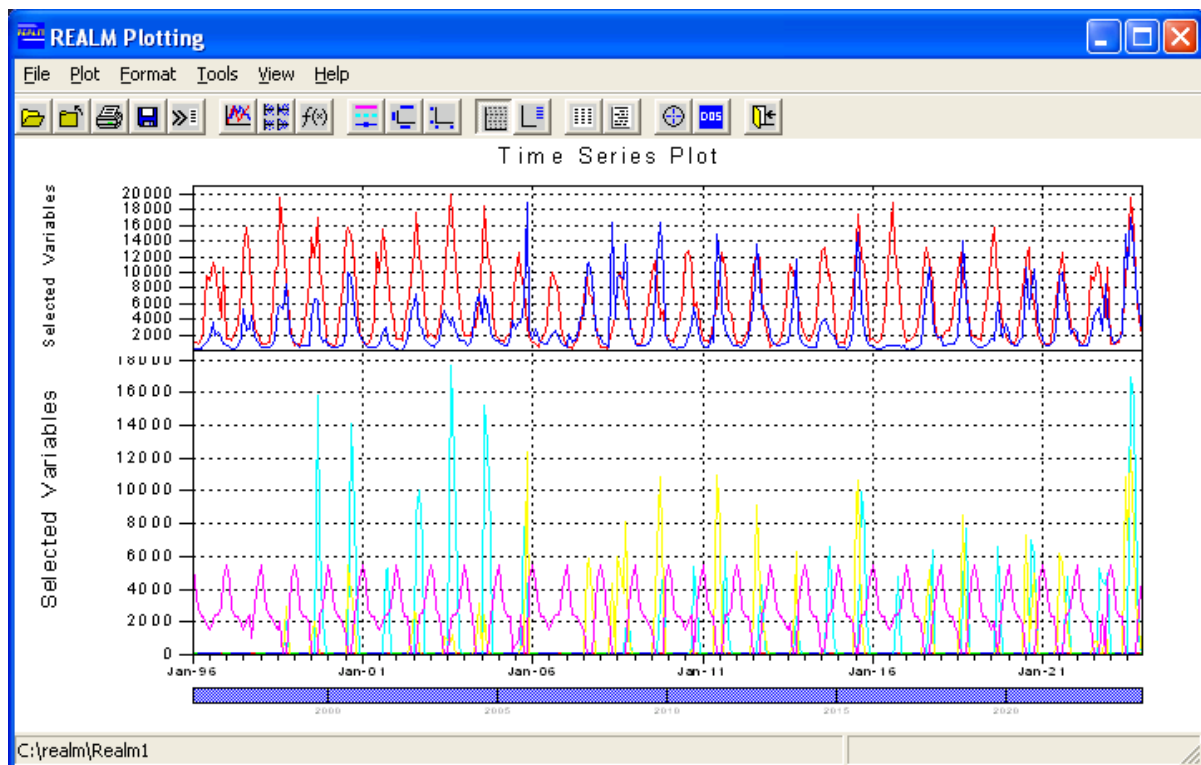 REALM Plotting
File Plot Format Tools View Help
f(x)
DOS
Time Series Plot
Selected Variables
20000
18000
16000
14000
12000
10000
8000
6000
4000
2000
Selected Variables
18000
16000
14000
12000
10000
8000
6000
4000
2000
0
Jan-96 Jan-01 Jan-06 Jan-11 Jan-16 Jan-21
2000 2005 2010 2015 2020
C:\realm\Realm1